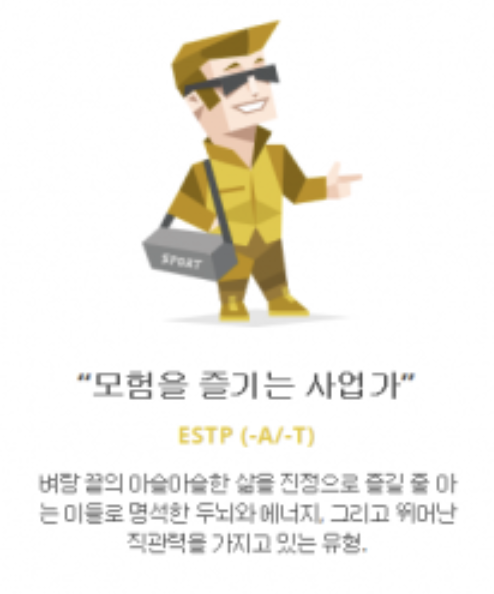 SPORT
“모험을 즐기는 사업가”
ESTP (-A/-T)
벼랑 끝의 아슬아슬한 삶을 진정으로 즐길 줄 아
는 이들로 명석한 두뇌와 에너지, 그리고 뛰어난
직관력을 가지고 있는 유형.